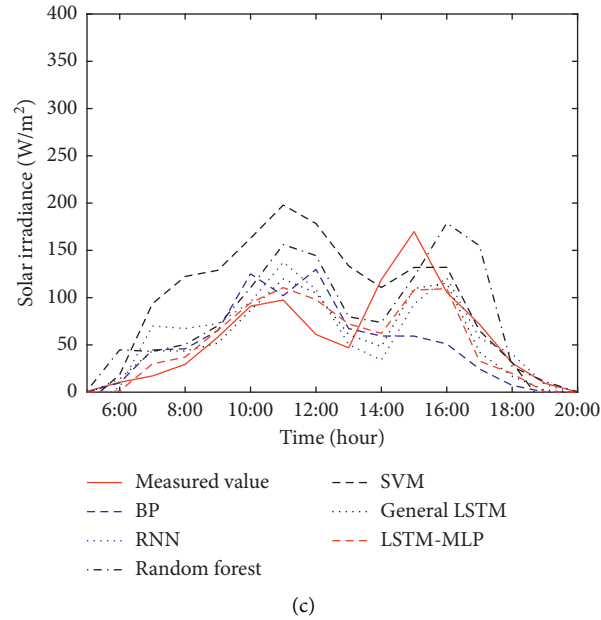 400
350
300
250
200
150
100
50
0
Solar irradiance (W/m²)
6:00 8:00 10:00 12:00 14:00 16:00 18:00 20:00
Time (hour)
Measured value
BP
RNN
Random forest
SVM
General LSTM
LSTM-MLP
(c)